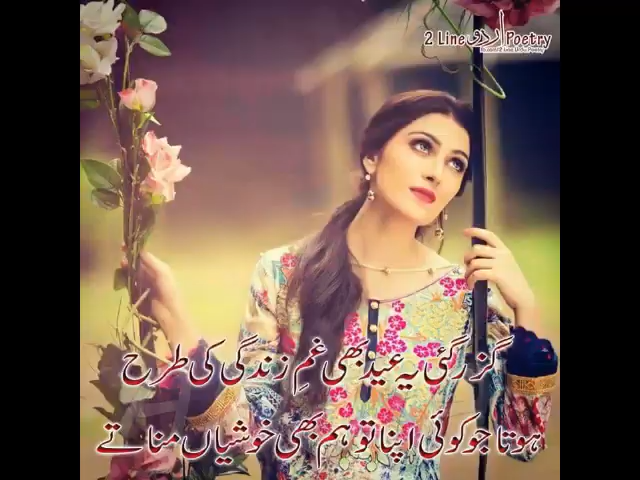 2 Line اردو Poetry
گزر گئی یہ عید بھی غمِ زندگی کی طرح
ہوتا جو کوئی اپنا تو ہم بھی خوشیاں مناتے